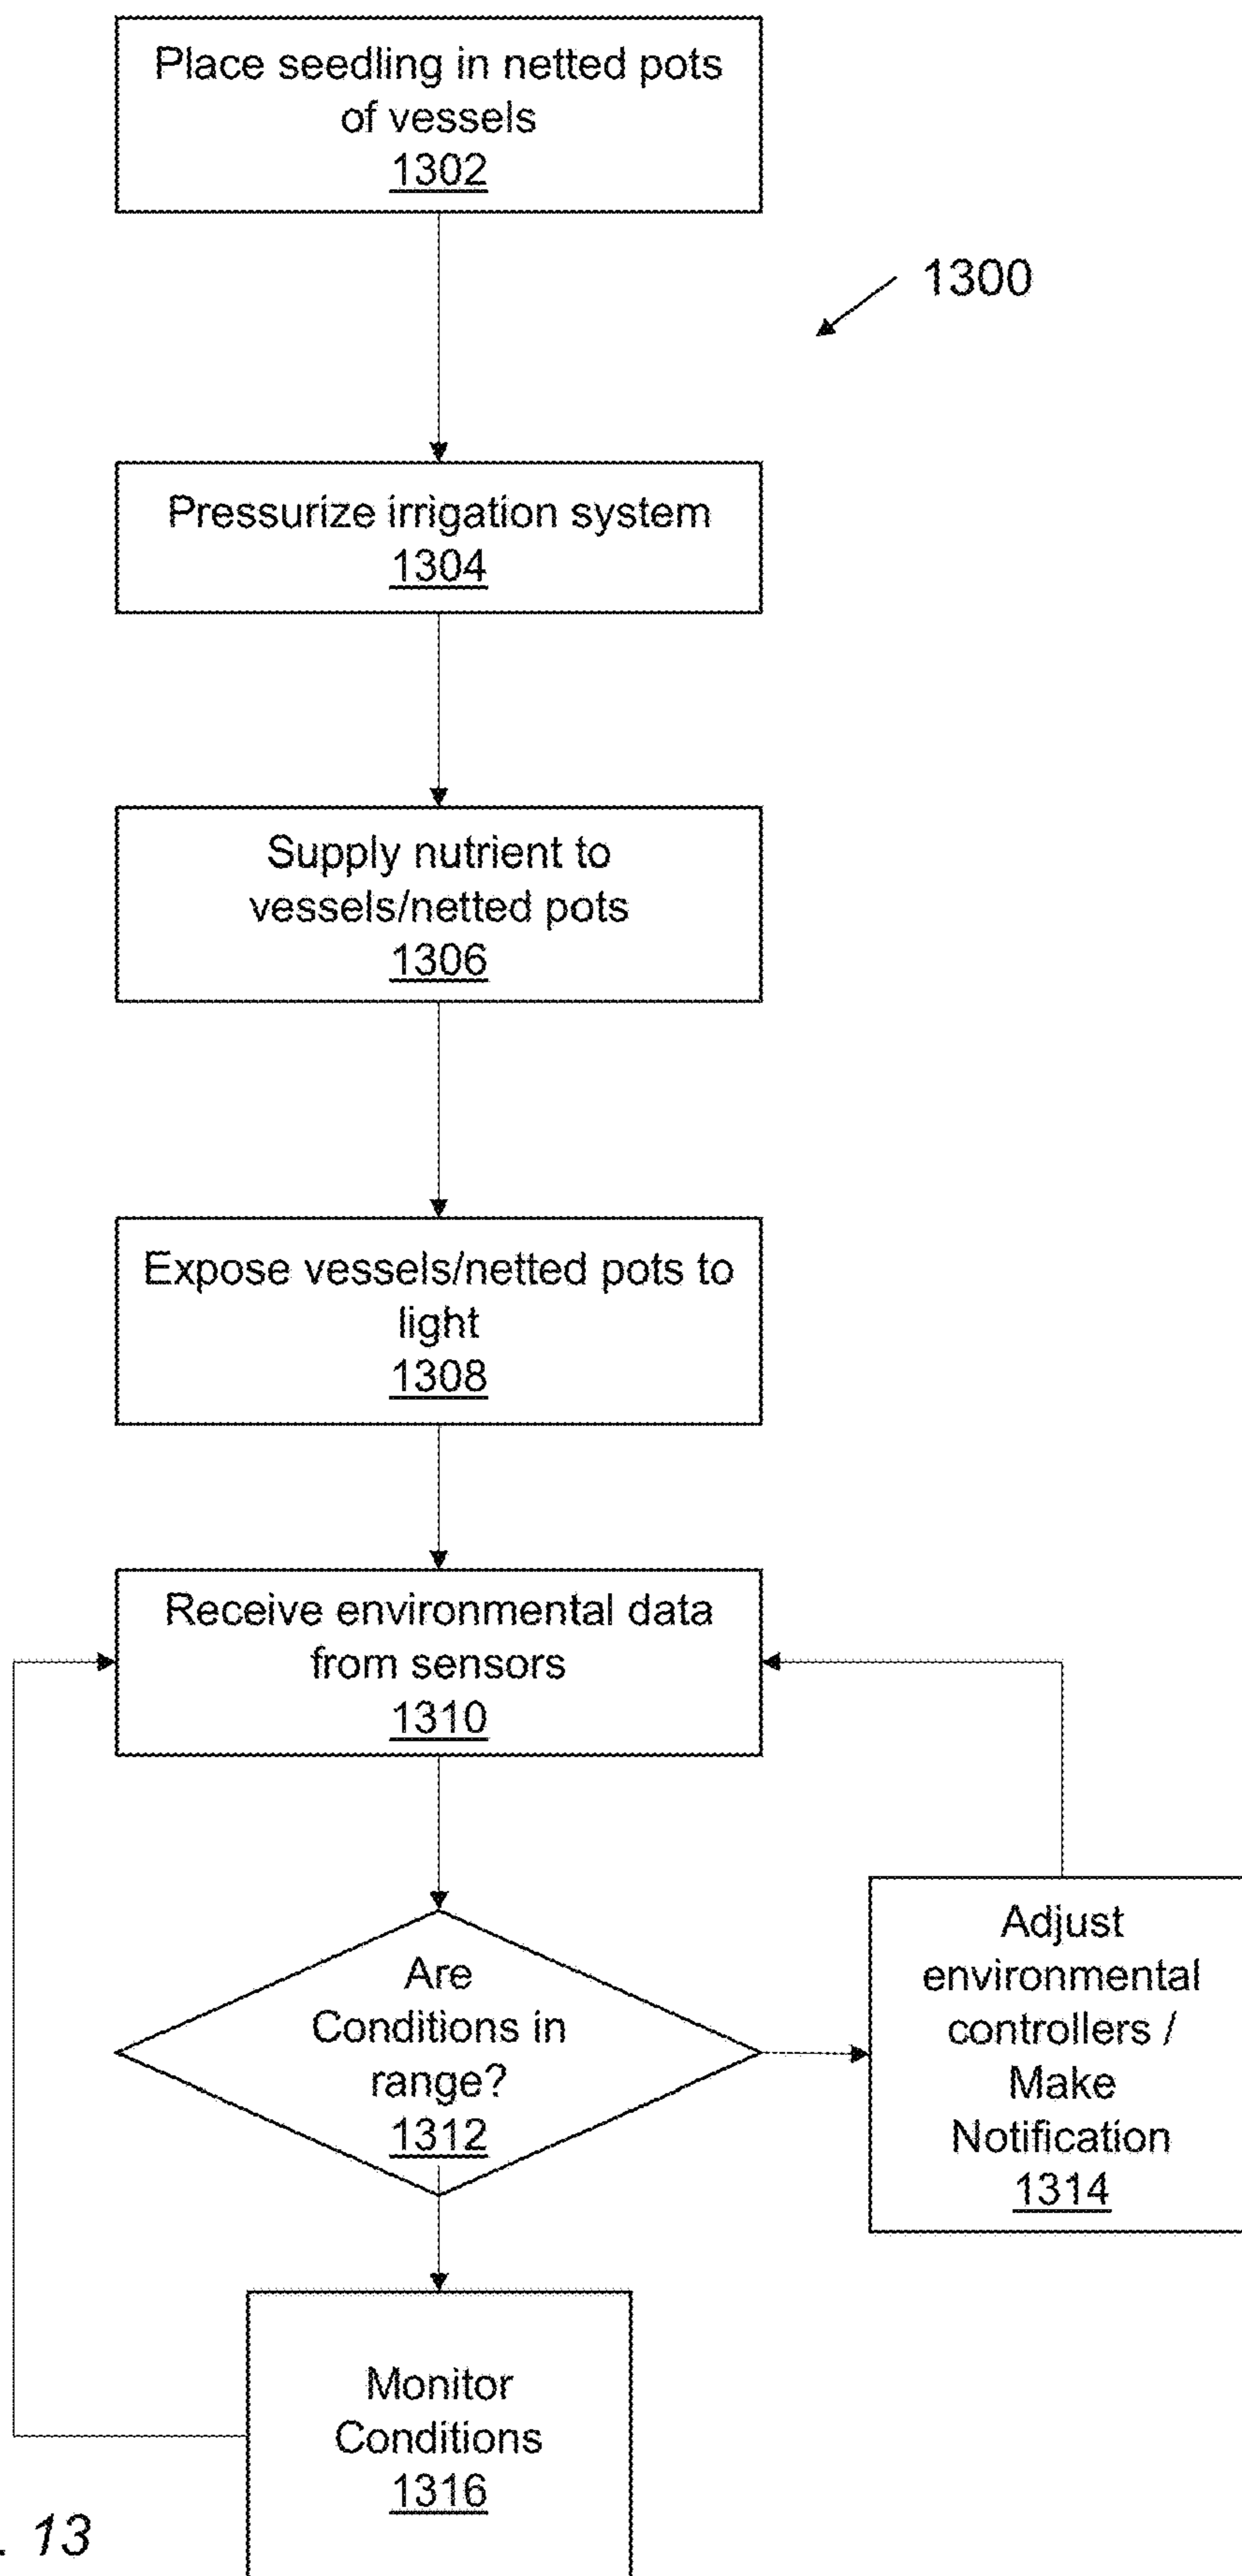 Place seedling in netted pots
of vessels
1302
1300
Pressurize irrigation system
1304
Supply nutrient to
vessels/netted pots
1306
Expose vessels/netted pots to
light
1308
Receive environmental data
from sensors
1310
Are
Conditions in
range?
1312
Adjust
environmental
controllers /
Make
Notification
1314
Monitor
Conditions
1316
. 13